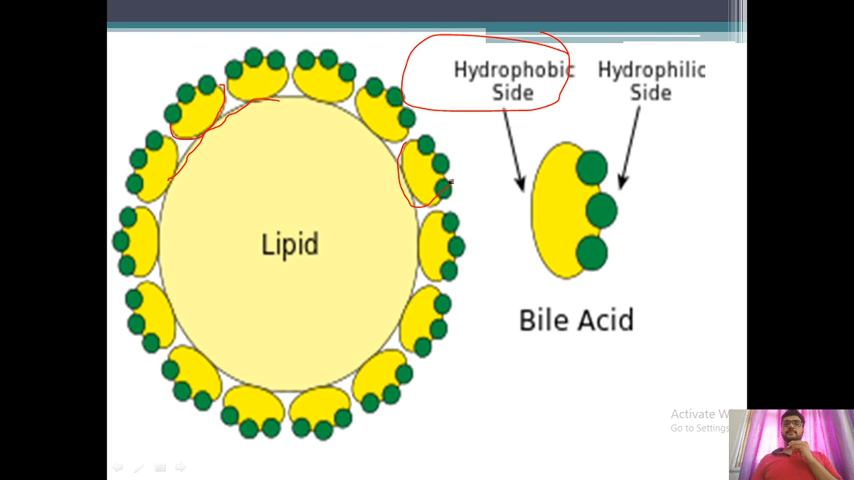 Hydrophobic
Side
Hydrophilic
Side
Lipid
Bile Acid
Activate W
Go to Settings